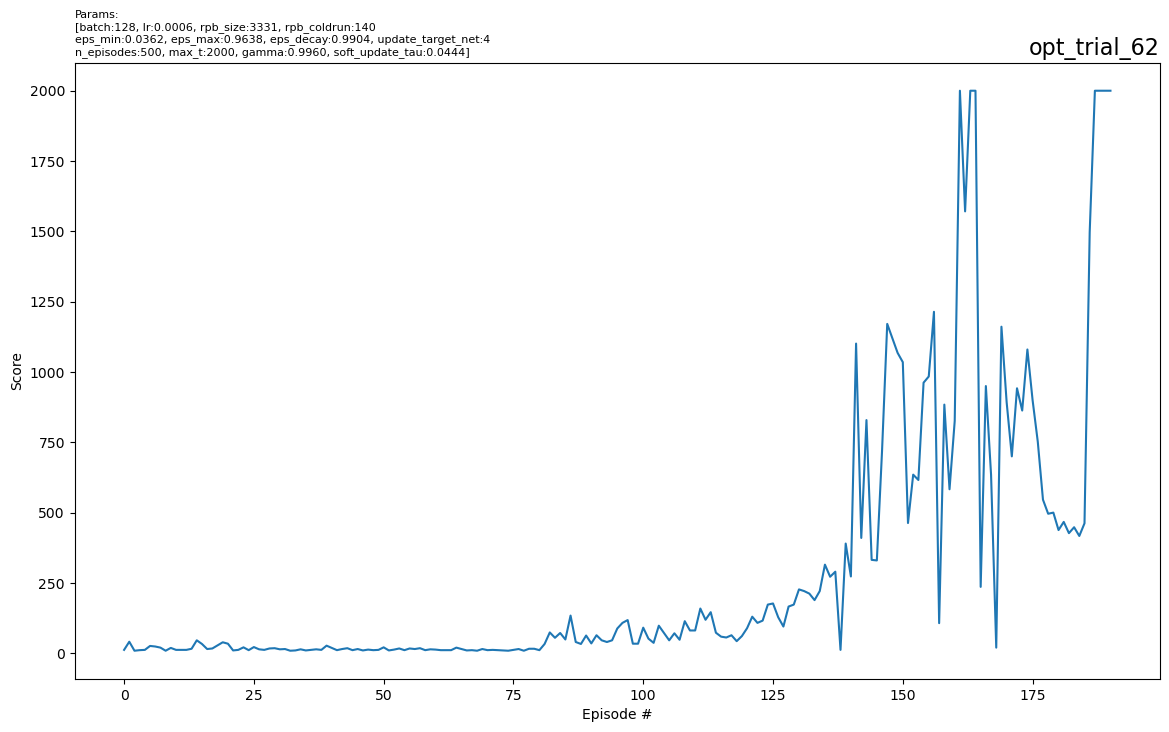 Params:
[batch:128, lr:0.0006, rpb_size:3331, rpb_coldrun:140
eps_min:0.0362, eps_max:0.9638, eps_decay:0.9904, update_target_net:4
n_episodes:500, max_t:2000, gamma:0.9960, soft_update_tau:0.0444]
opt_trial_62
2000
1750
1500
1250
1000
750
500
250
0
Score
0 25 50 75 100 125 150 175
Episode #